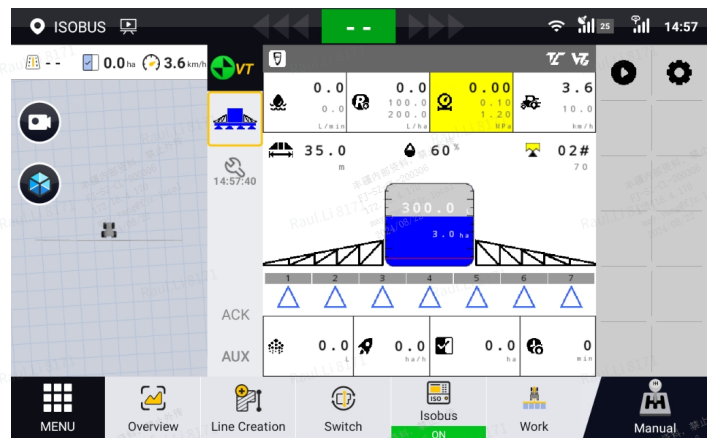 ISOBUS
- -
25
14:57
- -
0.0 ha
3.6 km/h
VT
14:57:40
ACK
AUX
0.0
0.0
L/min
0.0
100.0
200.0
L/ha
0.00
0.10
1.20
MPa
3.6
10.0
km/h
35.0
m
60 %
02#
70
300.0
3.0 ha
1 2 3 4 5 6 7
0.0
L
0.0
ha/h
0.0
ha
0
min
MENU
Overview
Line Creation
Switch
ISO
Isobus
ON
Work
Manual